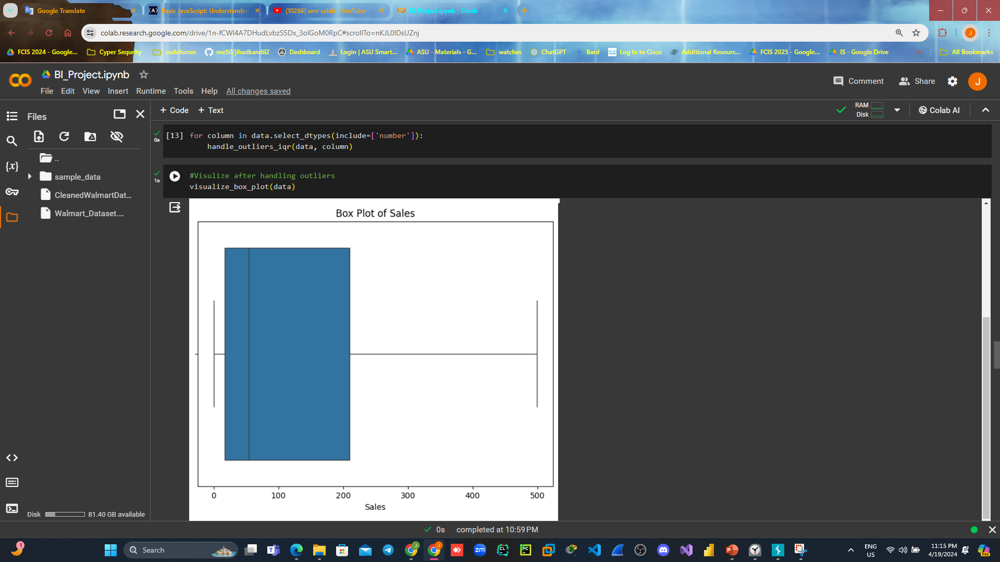 Google Translate
Basic JavaScript: Understandin
(10266) amr salah - YouTube
BI_Project.ipynb - Colab
colab.research.google.com/drive/1n-fCWI4A7DHudLvbzS5Dx_3oIGoM0RpC#scrollTo=nKJL0IDsUZnj
FCIS 2024 - Google...
Cyper Sequrity
codeforces
me50/jihadkandil2
Dashboard
Login | ASU Smart...
ASU - Materials - G...
watches
ChatGPT
Bard
Log In to Cisco
Additional Resourc...
FCIS 2025 - Google...
IS - Google Drive
All Bookmarks
BI_Project.ipynb
Comment
Share
J
File Edit View Insert Runtime Tools Help All changes saved
Files
+ Code + Text
RAM
Disk
Colab AI
..
sample_data
CleanedWalmartDat...
Walmart_Dataset....
0s
[13] for column in data.select_dtypes(include=['number']):
handle_outliers_iqr(data, column)
1s
#Visulize after handling outliers
visualize_box_plot(data)
Box Plot of Sales
0 100 200 300 400 500
Sales
Disk 81.40 GB available
0s completed at 10:59 PM
1
Search
ENG
US
11:15 PM
4/19/2024